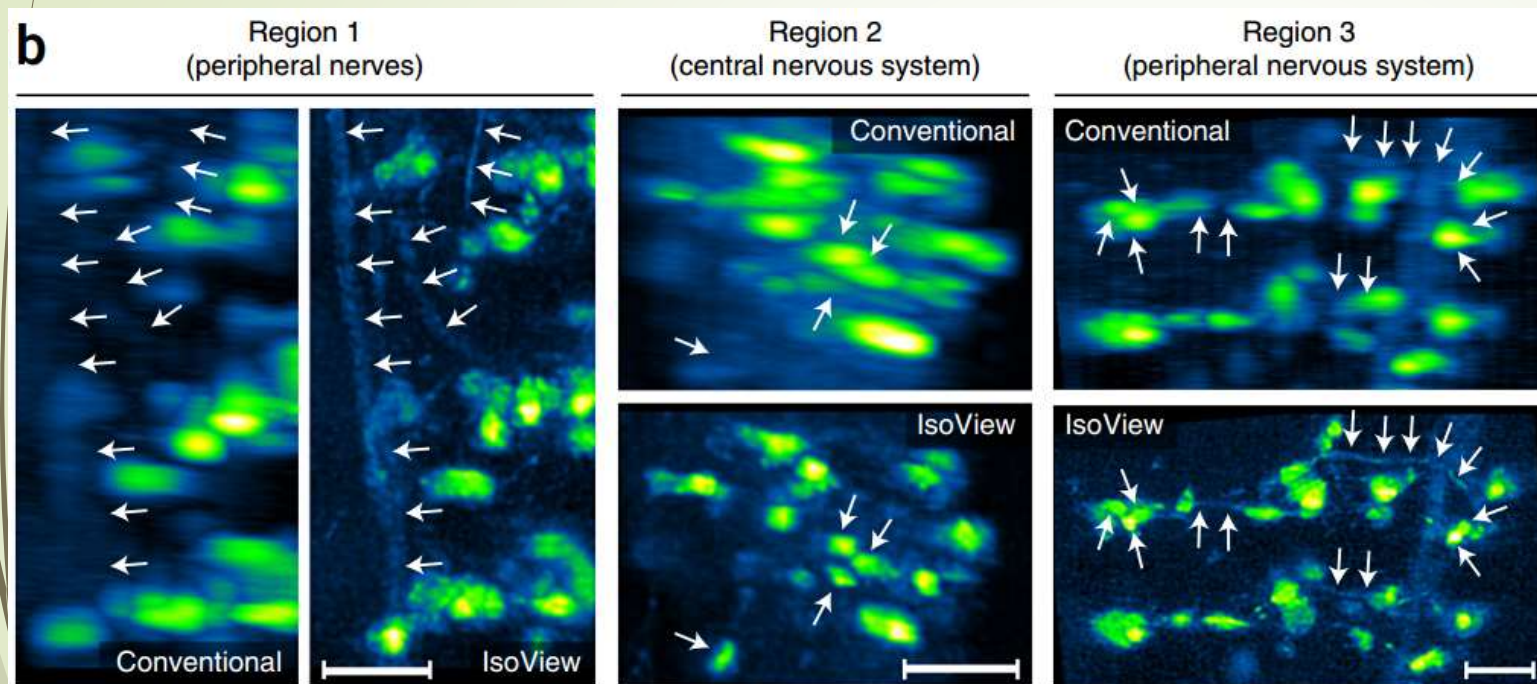 b
Region 1
(peripheral nerves)
Region 2
(central nervous system)
Region 3
(peripheral nervous system)
Conventional
IsoView
Conventional
IsoView
Conventional
IsoView